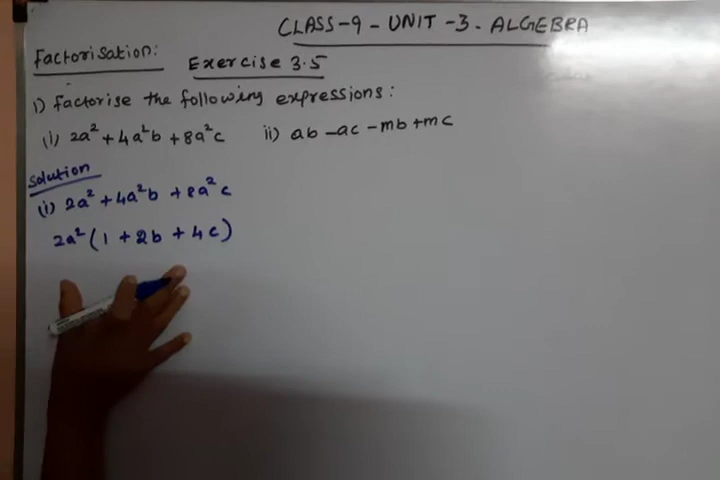 CLASS-9 - UNIT -3. ALGEBRA
Factorisation:
Exercise 3.5
1) Factorise the following expressions:
(i) 2a² + 4a²b + 8a²c ii) ab - ac - mb + mc
Solution
(i) 2a² + 4a²b + 8a²c
2a² (1 + 2b + 4c)